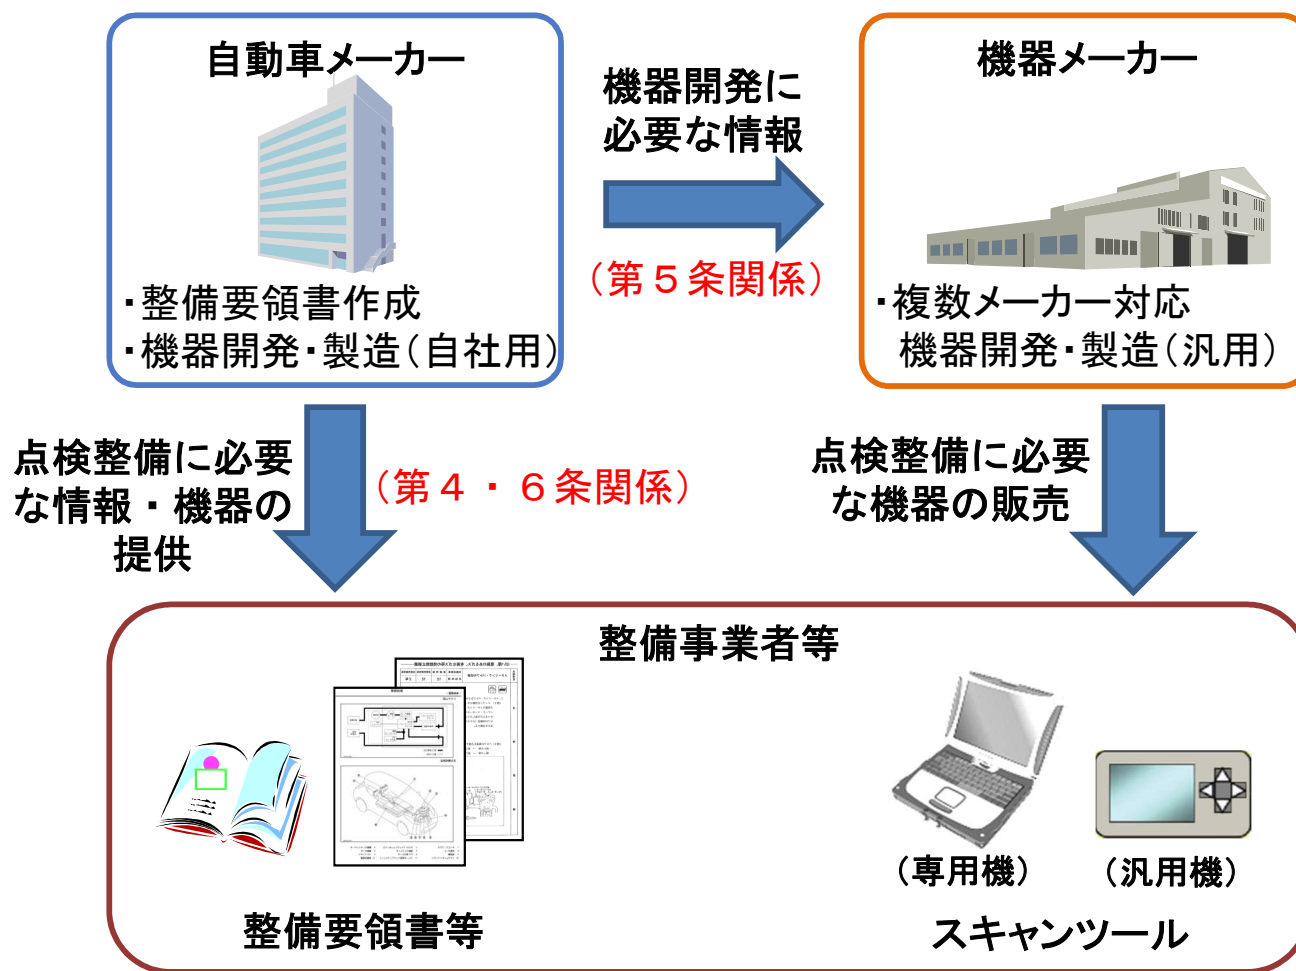 自動車メーカー
・整備要領書作成
・機器開発・製造（自社用）
機器開発に
必要な情報
（第５条関係）
機器メーカー
・複数メーカー対応
機器開発・製造（汎用）
点検整備に必要
な情報・機器の
提供
（第４・６条関係）
点検整備に必要
な機器の販売
整備事業者等
整備要領書等
（専用機）
（汎用機）
スキャンツール